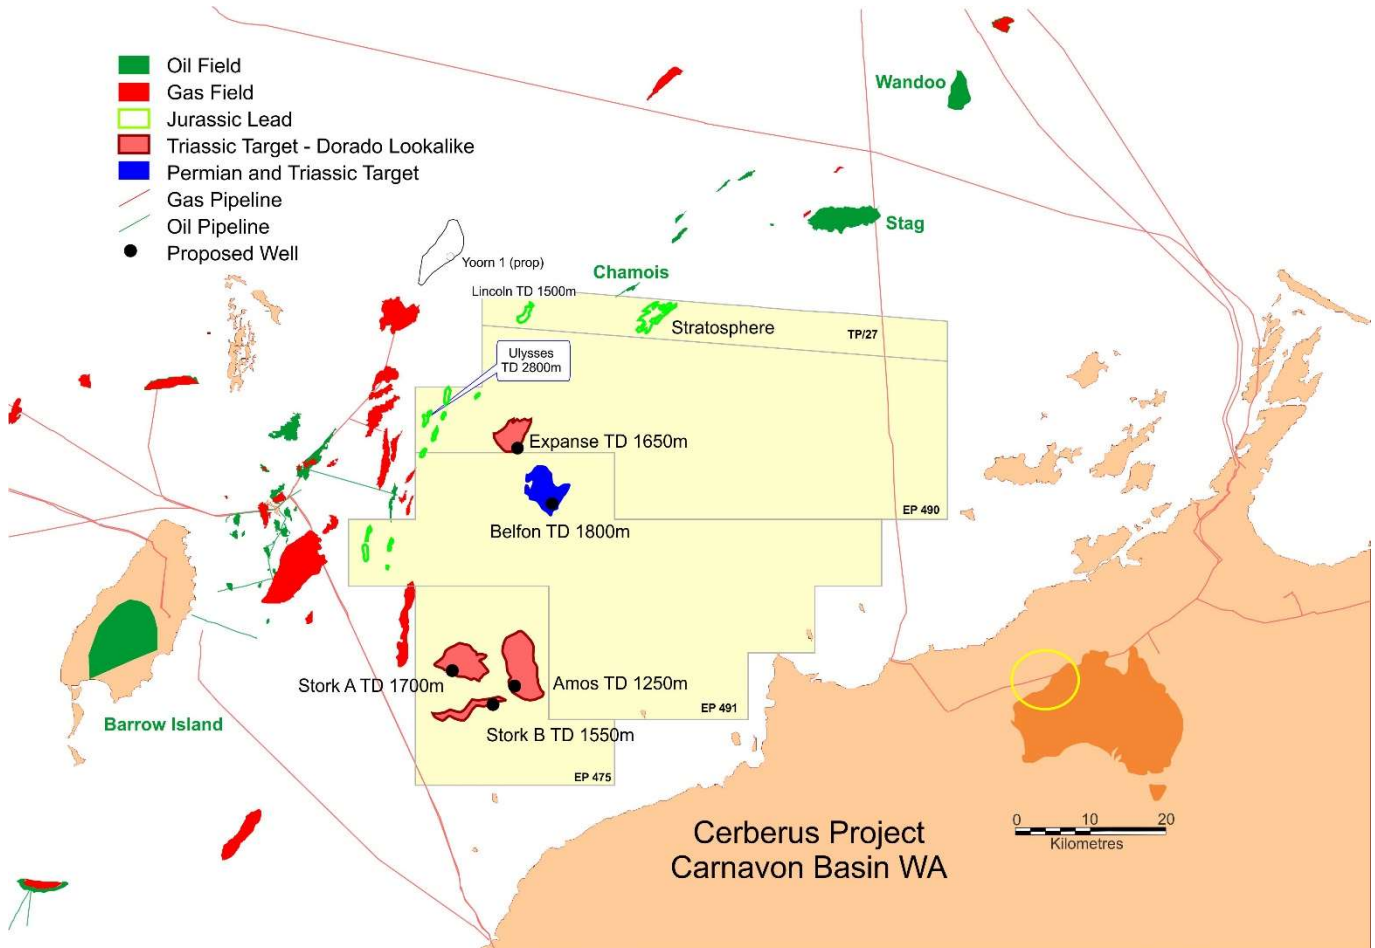 Oil Field
Gas Field
Jurassic Lead
Triassic Target - Dorado Lookalike
Permian and Triassic Target
Gas Pipeline
Oil Pipeline
Proposed Well
Wandoo
Stag
Chamois
Yoorn 1 (prop)
Lincoln TD 1500m
Stratosphere
TP/27
Ulysses
TD 2800m
Expanse TD 1650m
EP 490
Belfon TD 1800m
Stork A TD 1700m
Amos TD 1250m
EP 491
Stork B TD 1550m
Barrow Island
EP 475
Cerberus Project
Carnavon Basin WA
0 10 20
Kilometres